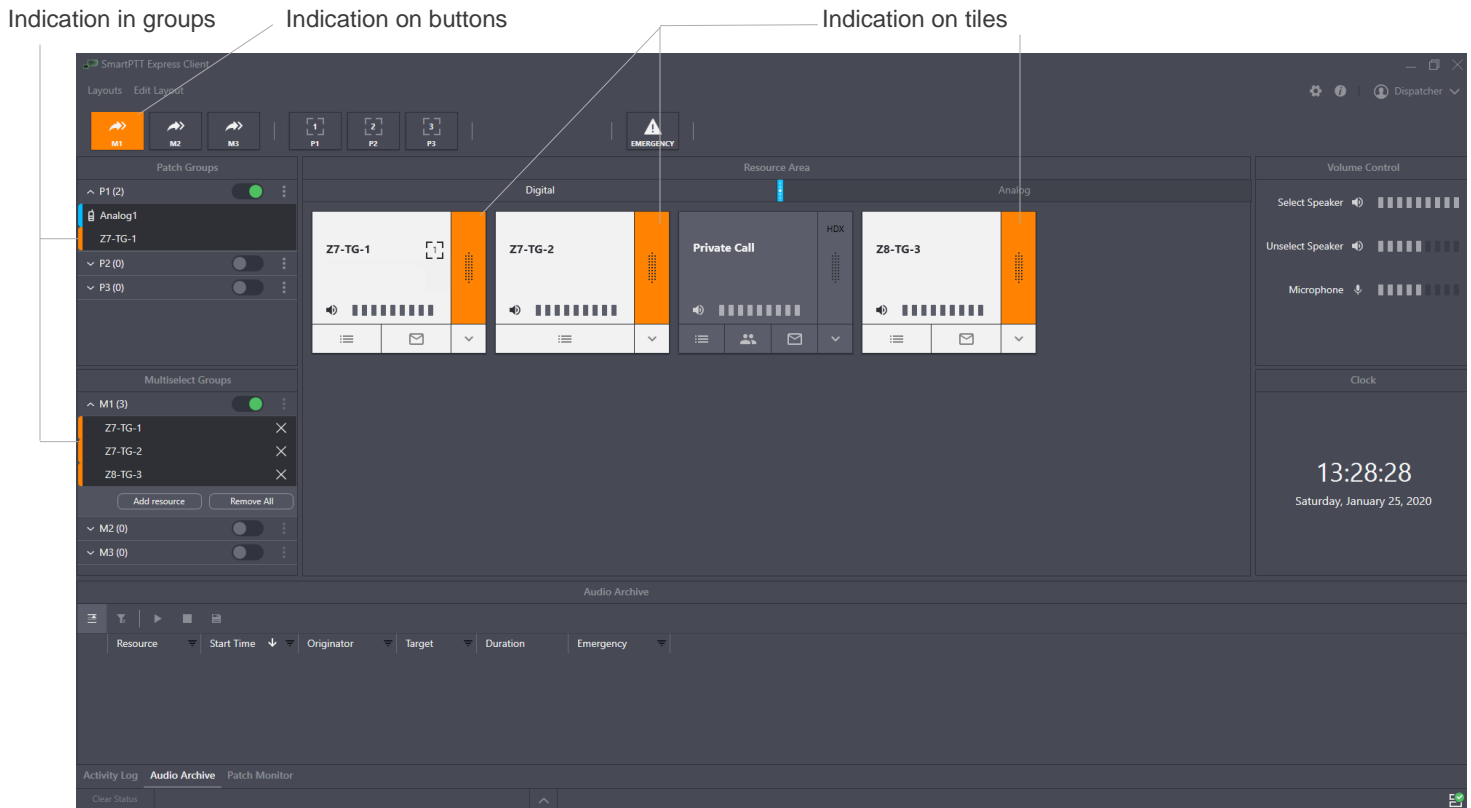 Indication in groups
Indication on buttons
Indication on tiles
SmartPTT Express Client
Layouts Edit Layout
Dispatcher
M1
M2
M3
1
P1
2
P2
3
P3
EMERGENCY
Patch Groups
P1 (2)
Analog1
Z7-TG-1
P2 (0)
P3 (0)
Resource Area
Digital
Analog
Z7-TG-1
1
Z7-TG-2
Private Call
HDX
Z8-TG-3
Volume Control
Select Speaker
Unselect Speaker
Microphone
Multiselect Groups
M1 (3)
Z7-TG-1
Z7-TG-2
Z8-TG-3
Add resource
Remove All
M2 (0)
M3 (0)
Clock
13:28:28
Saturday, January 25, 2020
Audio Archive
Resource
Start Time
Originator
Target
Duration
Emergency
Activity Log Audio Archive Patch Monitor
Clear Status